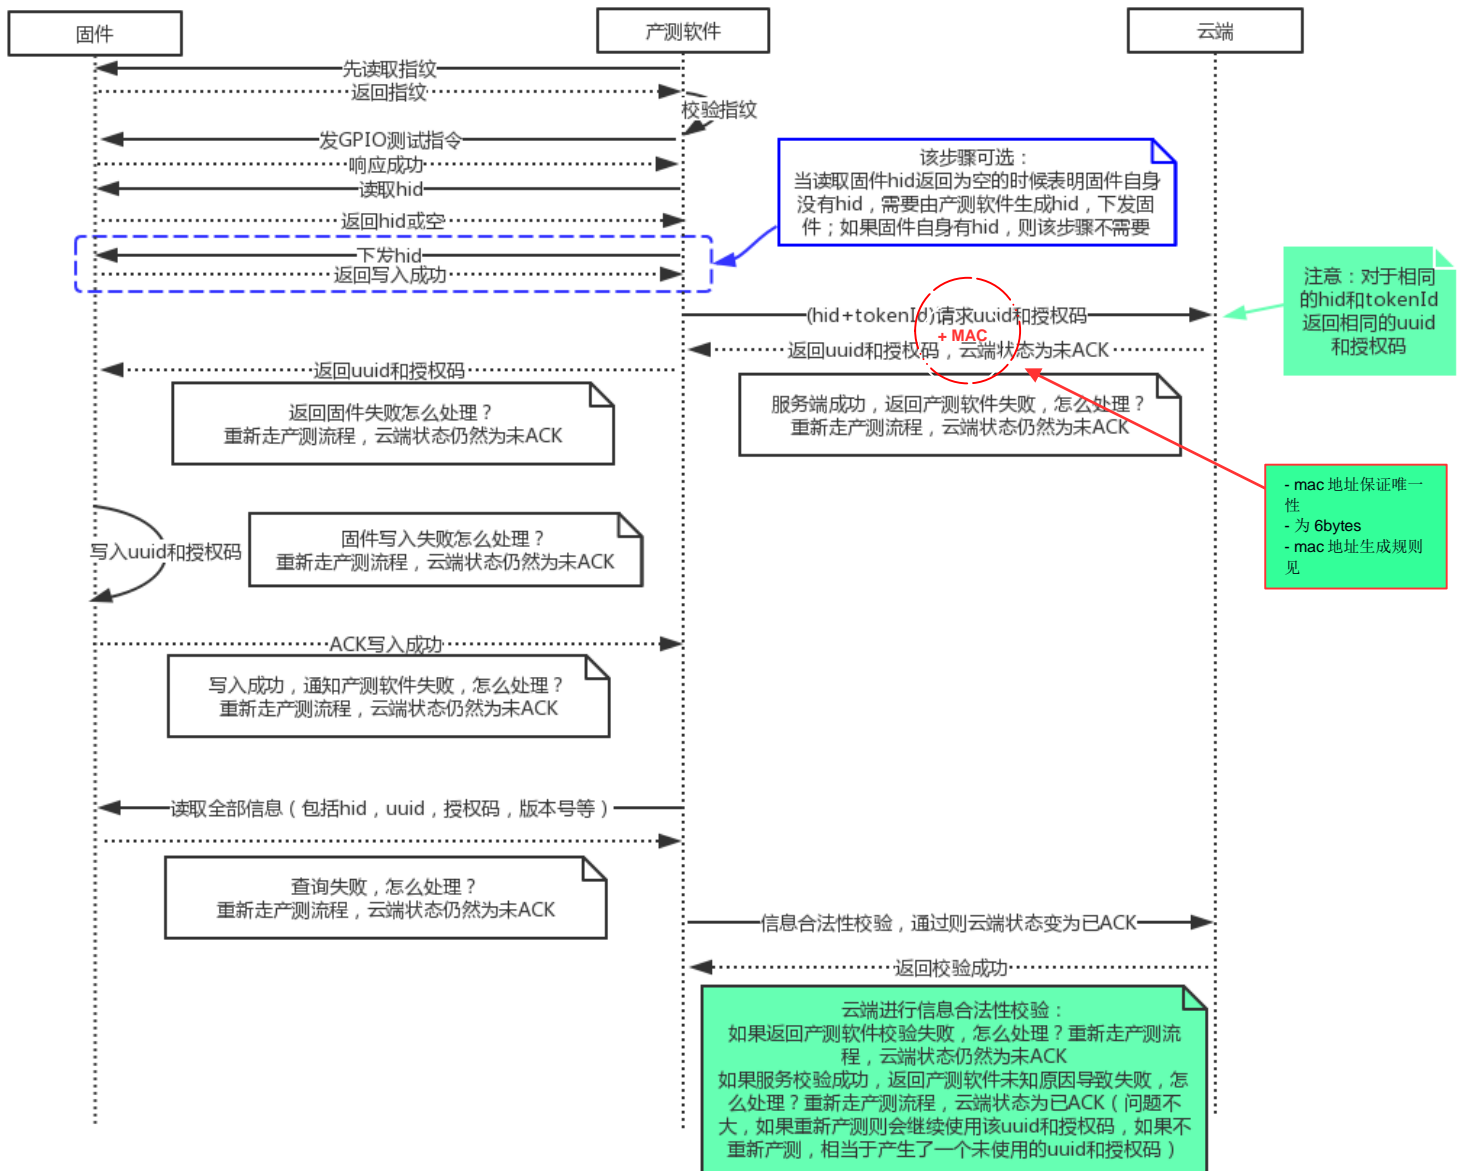 固件
产测软件
云端
先读取指纹
返回指纹
校验指纹
发GPIO测试指令
响应成功
读取hid
返回hid或空
该步骤可选：
当读取固件hid返回为空的时候表明固件自身
没有hid，需要由产测软件生成hid，下发固
件；如果固件自身有hid，则该步骤不需要
下发hid
返回写入成功
注意：对于相同
的hid和tokenId
返回相同的uuid
和授权码
(hid+tokenId)请求uuid和授权码
+ MAC
返回uuid和授权码，云端状态为未ACK
返回uuid和授权码
返回固件失败怎么处理？
重新走产测流程，云端状态仍然为未ACK
服务端成功，返回产测软件失败，怎么处理？
重新走产测流程，云端状态仍然为未ACK
- mac 地址保证唯一
性
- 为 6bytes
- mac 地址生成规则
见
写入uuid和授权码
固件写入失败怎么处理？
重新走产测流程，云端状态仍然为未ACK
ACK写入成功
写入成功，通知产测软件失败，怎么处理？
重新走产测流程，云端状态仍然为未ACK
读取全部信息（包括hid，uuid，授权码，版本号等）
查询失败，怎么处理？
重新走产测流程，云端状态仍然为未ACK
信息合法性校验，通过则云端状态变为已ACK
返回校验成功
云端进行信息合法性校验：
如果返回产测软件校验失败，怎么处理？重新走产测流
程，云端状态仍然为未ACK
如果服务校验成功，返回产测软件未知原因导致失败，怎
么处理？重新走产测流程，云端状态为已ACK（问题不
大，如果重新产测则会继续使用该uuid和授权码，如果不
重新产测，相当于产生了一个未使用的uuid和授权码）